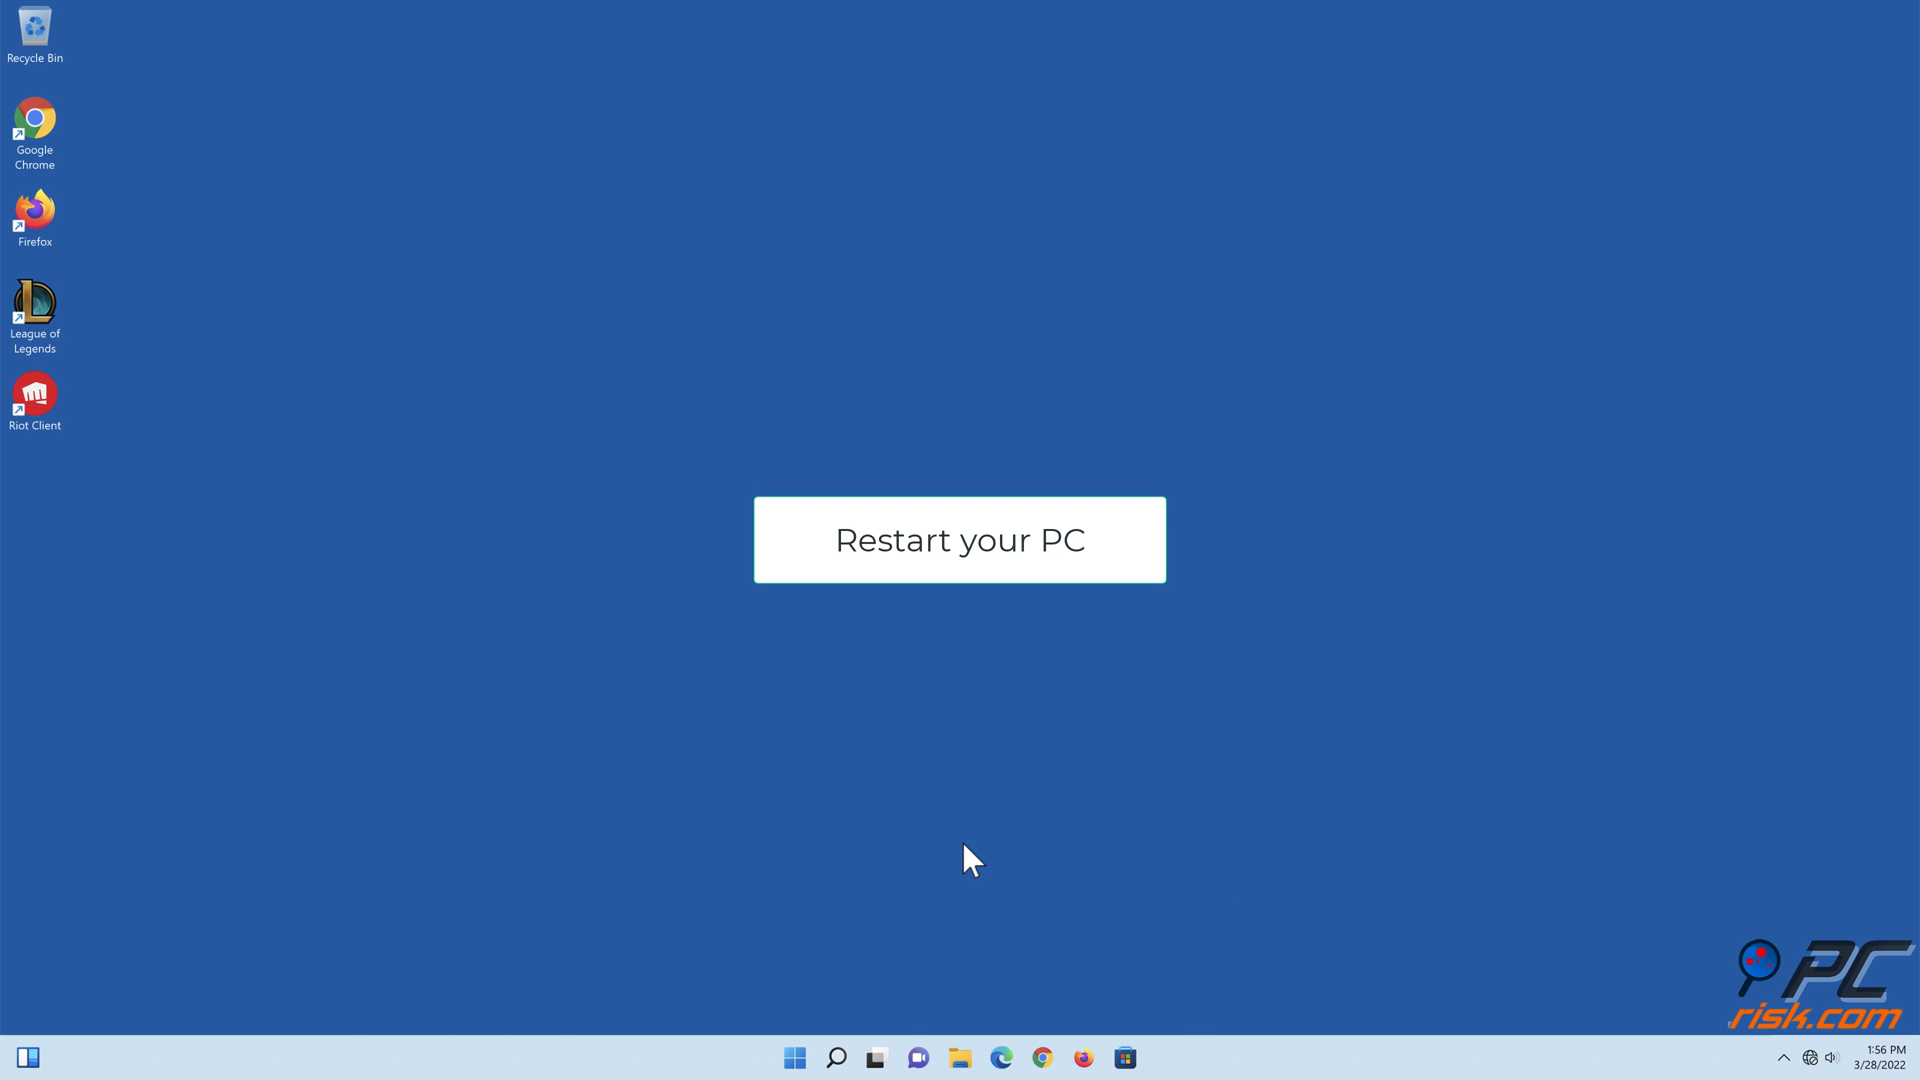 Recycle Bin
Google
Chrome
Firefox
League of
Legends
Riot Client
Restart your PC
PC
risk.com
1:56 PM
3/28/2022